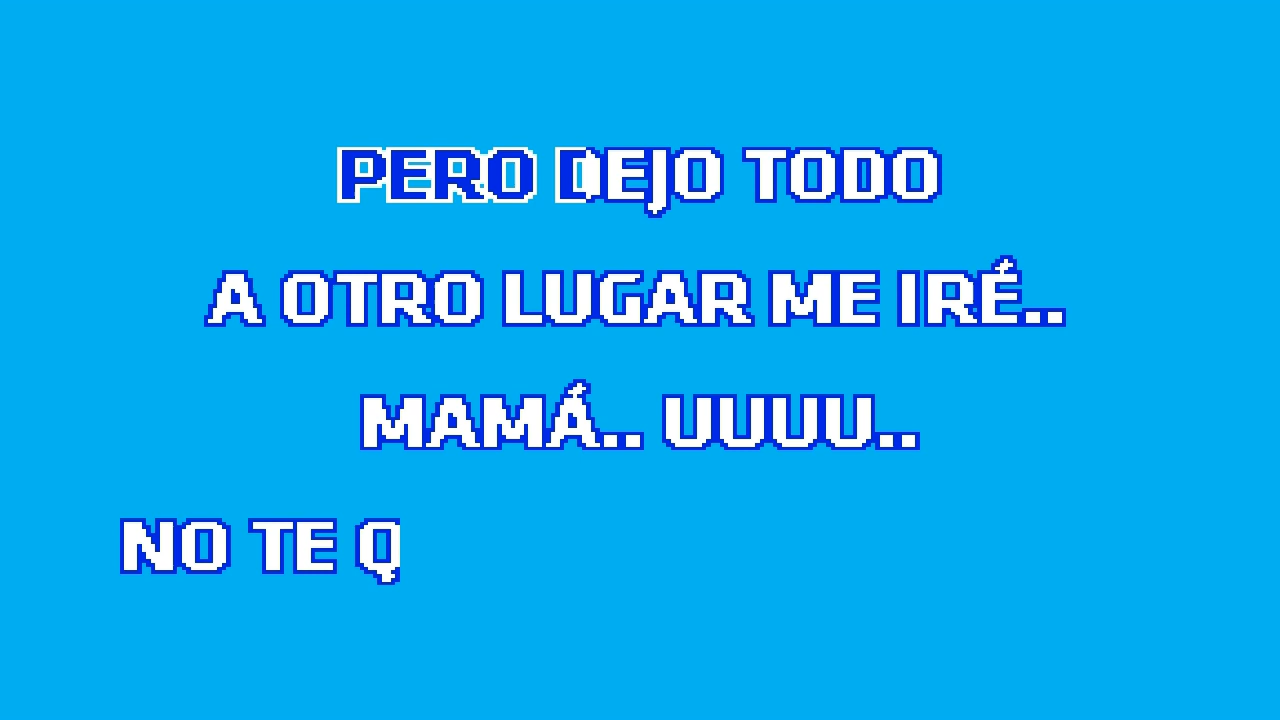 PERO DEJO TODO
A OTRO LUGAR ME IRÉ..
MAMÁ.. UUUU..
NO TE Q